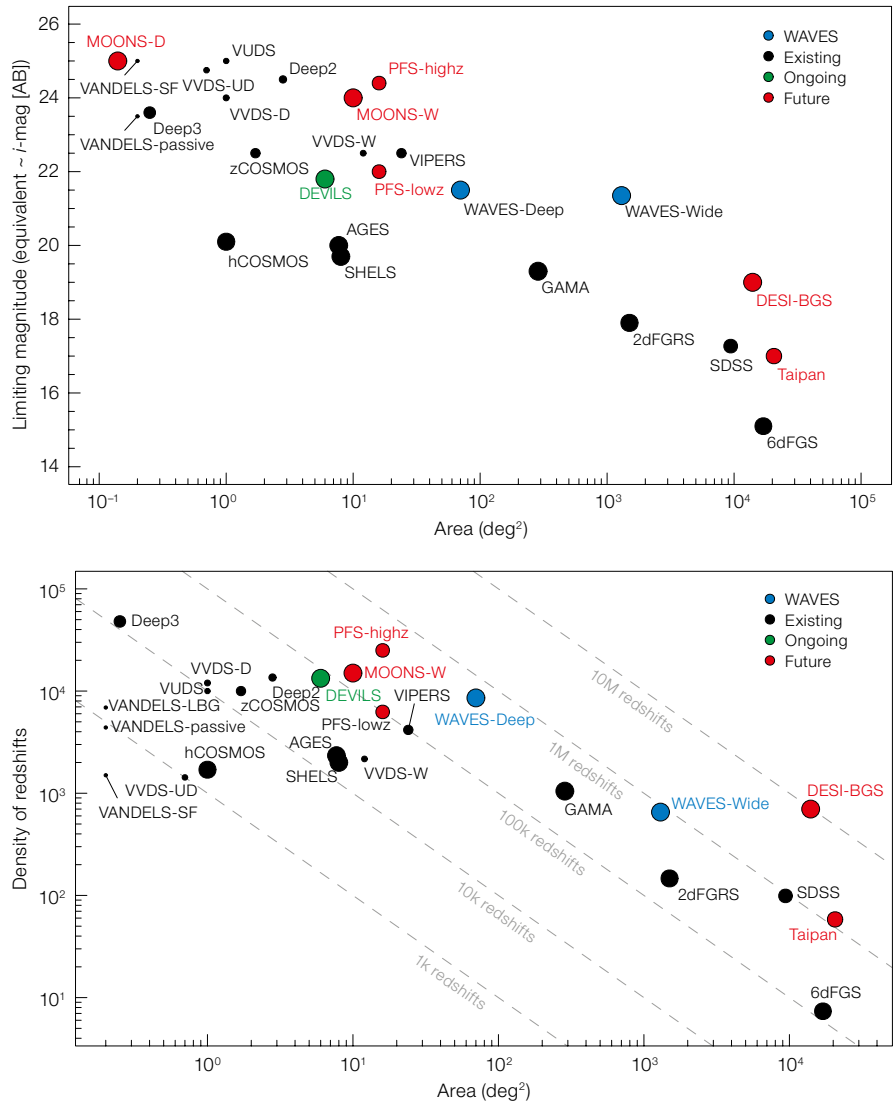 Limiting magnitude (equivalent ~ i-mag [AB])
26
24
22
20
18
16
14
MOONS-D
VUDS
Deep2
PFS-highz
VANDELS-SF
VVDS-UD
MOONS-W
VVDS-D
Deep3
VANDELS-passive
VVDS-W
VIPERS
zCOSMOS
DEVILS
PFS-lowz
WAVES-Deep
WAVES-Wide
AGES
hCOSMOS
SHELS
GAMA
DESI-BGS
2dFGRS
SDSS
Taipan
6dFGS
WAVES
Existing
Ongoing
Future
10⁻¹ 10⁰ 10¹ 10² 10³ 10⁴ 10⁵
Area (deg²)
Density of redshifts
10⁵
10⁴
10³
10²
10¹
Deep3
PFS-highz
VVDS-D
MOONS-W
VUDS
Deep2
DEVILS
VIPERS
VANDELS-LBG
zCOSMOS
VANDELS-passive
PFS-lowz
WAVES-Deep
hCOSMOS
AGES
SHELS
VVDS-W
VVDS-UD
VANDELS-SF
GAMA
WAVES-Wide
DESI-BGS
2dFGRS
SDSS
Taipan
6dFGS
10M redshifts
1M redshifts
100k redshifts
10k redshifts
1k redshifts
WAVES
Existing
Ongoing
Future
10⁰ 10¹ 10² 10³ 10⁴
Area (deg²)